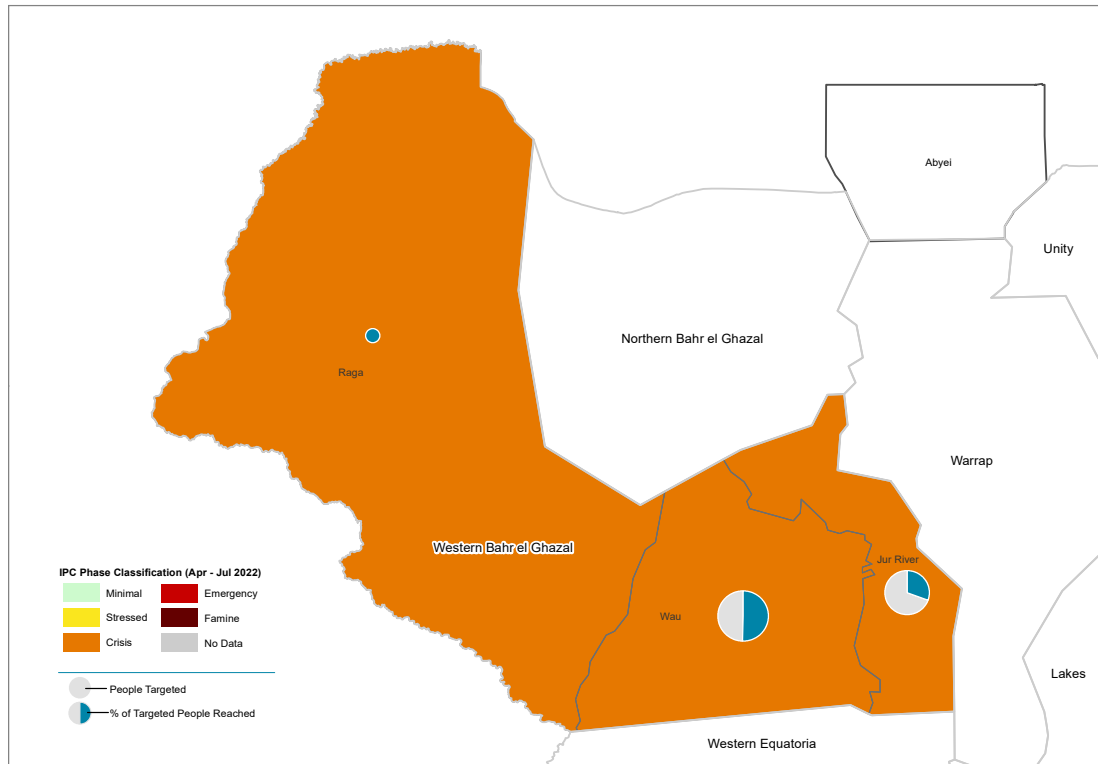 Abyei
Unity
Northern Bahr el Ghazal
Raga
Warrap
Western Bahr el Ghazal
Jur River
Wau
Lakes
Western Equatoria
IPC Phase Classification (Apr - Jul 2022)
Minimal
Emergency
Stressed
Famine
Crisis
No Data
People Targeted
% of Targeted People Reached